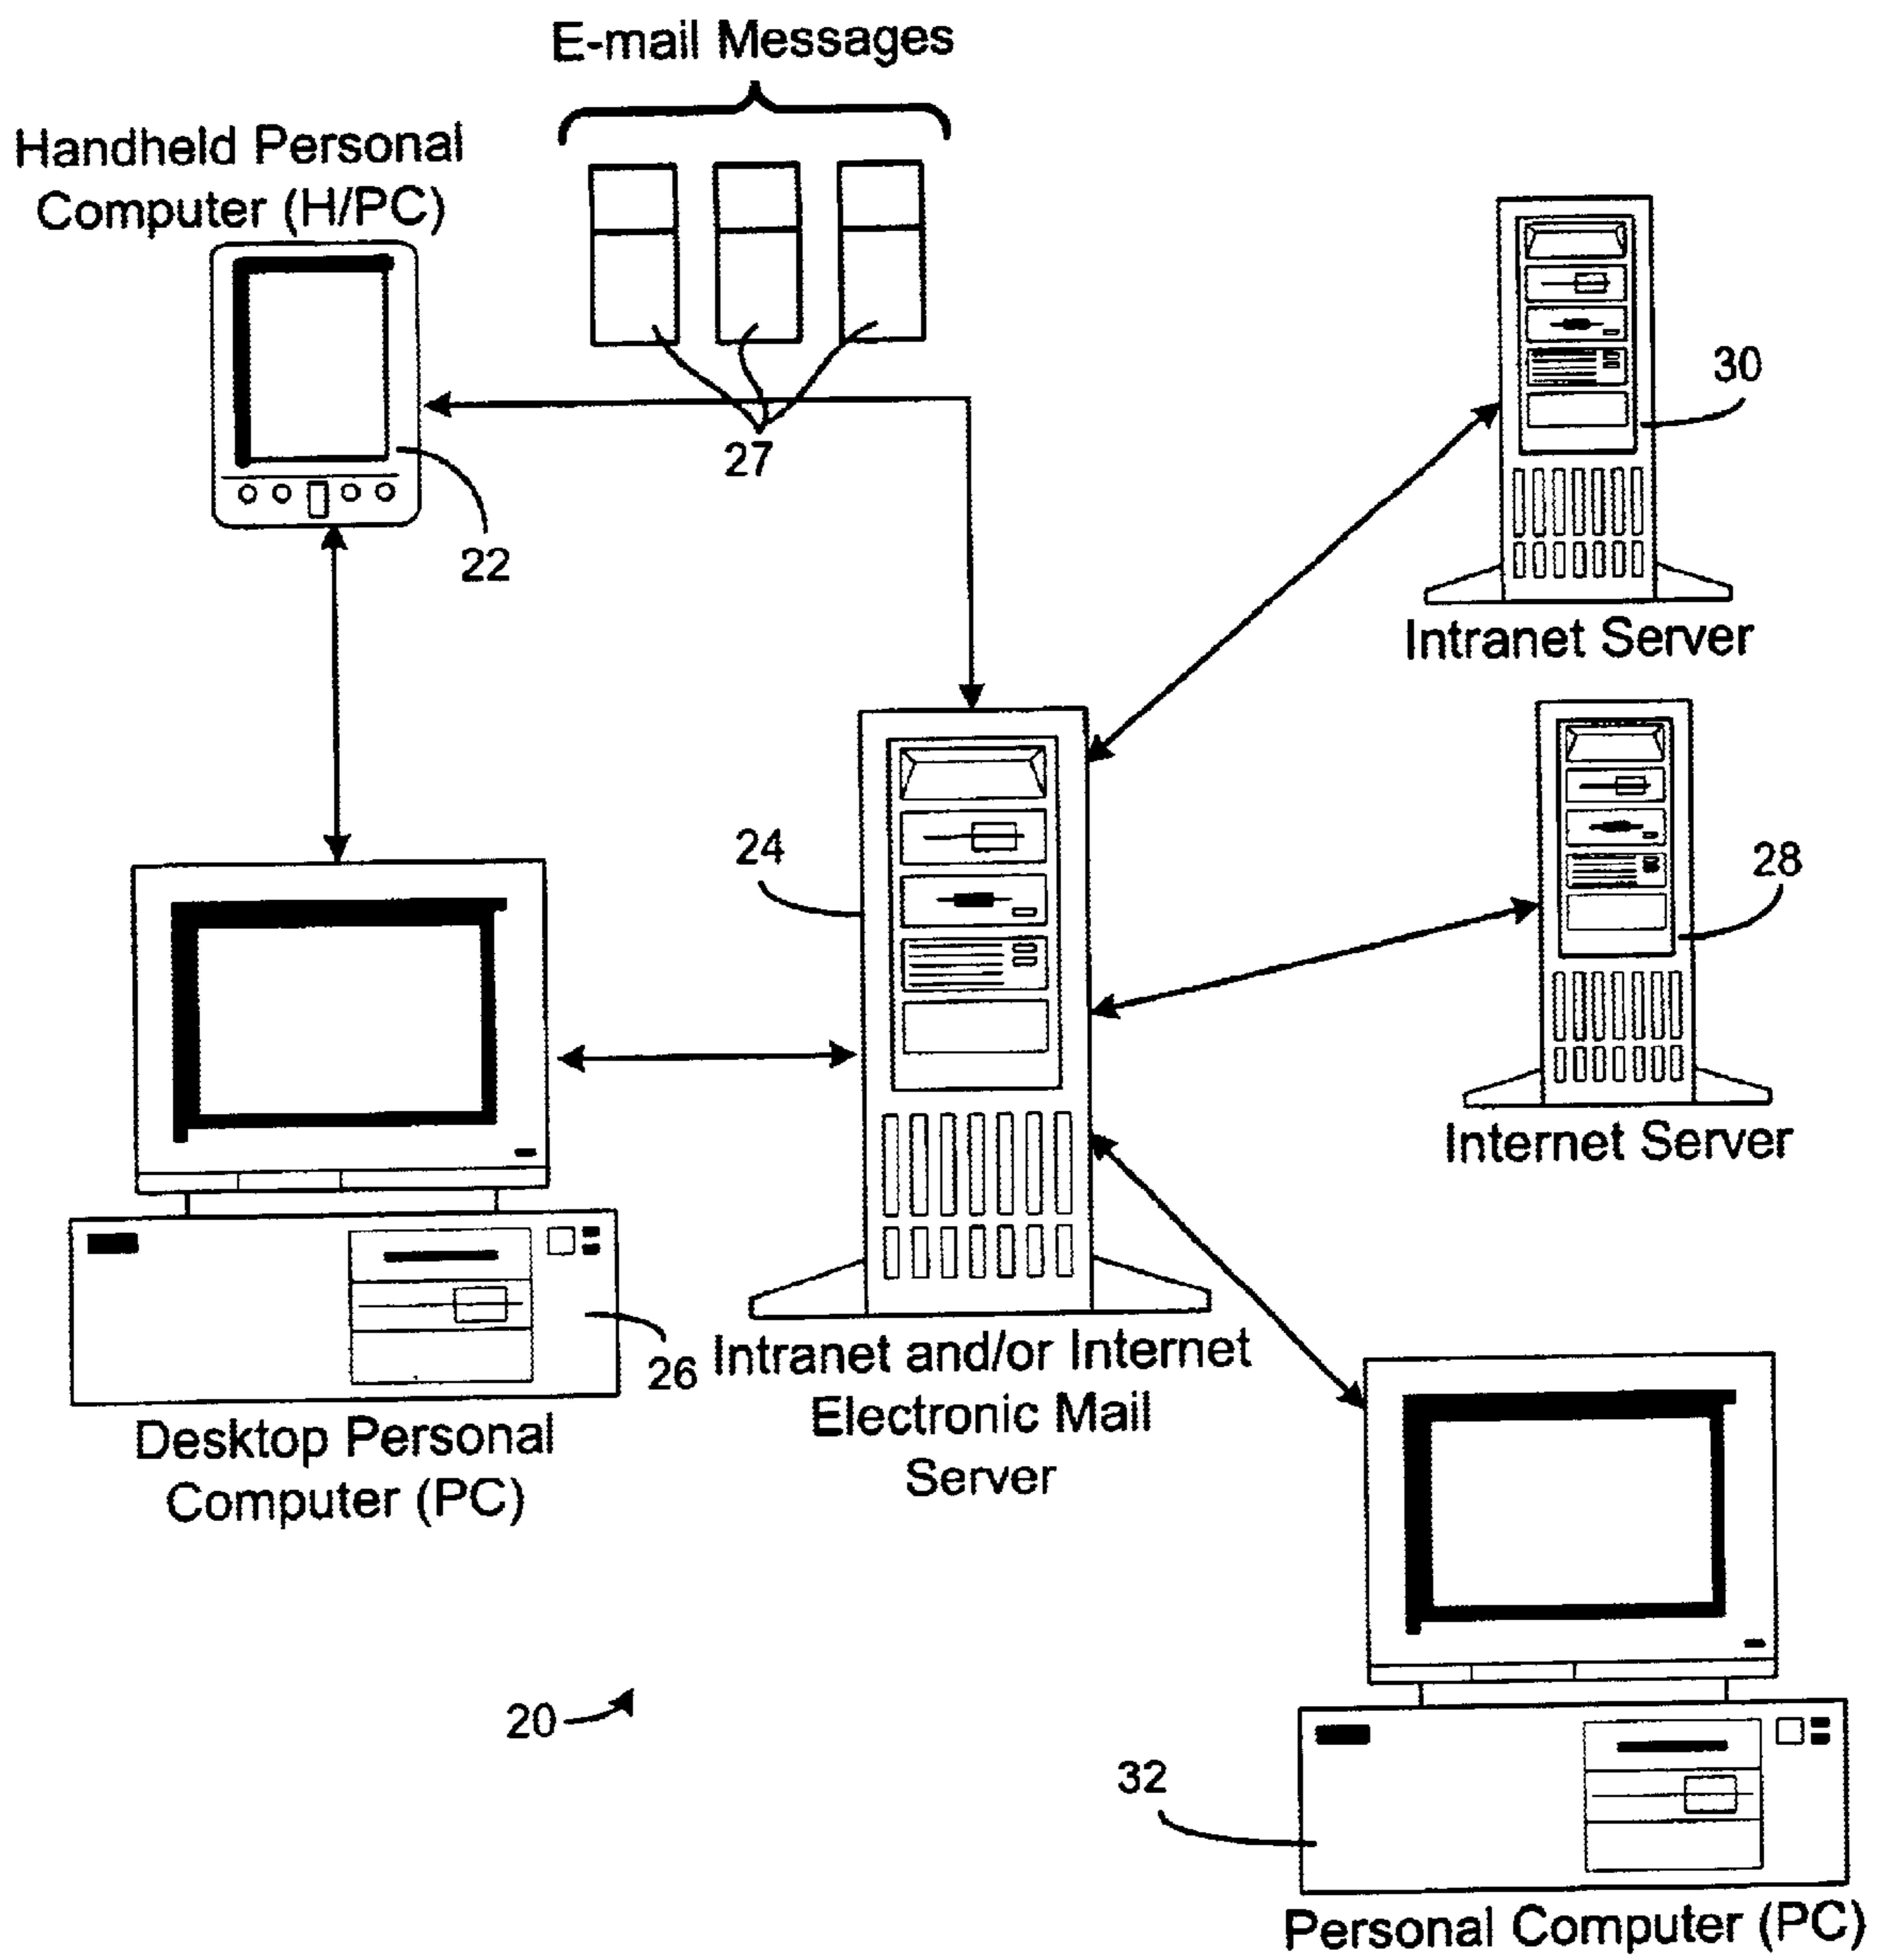 E-mail Messages
Handheld Personal
Computer (H/PC)
27
22
30
Intranet Server
24
28
Internet Server
26
Desktop Personal
Computer (PC)
Intranet and/or Internet
Electronic Mail
Server
20
32
Personal Computer (PC)